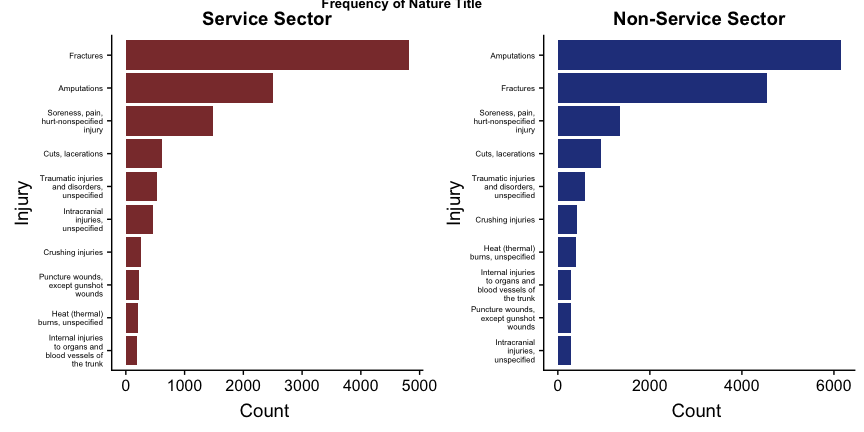 Frequency of Nature Title
Service Sector
Injury
Fractures
Amputations
Soreness, pain,
hurt-nonspecified
injury
Cuts, lacerations
Traumatic injuries
and disorders,
unspecified
Intracranial
injuries,
unspecified
Crushing injuries
Puncture wounds,
except gunshot
wounds
Heat (thermal)
burns, unspecified
Internal injuries
to organs and
blood vessels of
the trunk
0 1000 2000 3000 4000 5000
Count
Non-Service Sector
Injury
Amputations
Fractures
Soreness, pain,
hurt-nonspecified
injury
Cuts, lacerations
Traumatic injuries
and disorders,
unspecified
Crushing injuries
Heat (thermal)
burns, unspecified
Internal injuries
to organs and
blood vessels of
the trunk
Puncture wounds,
except gunshot
wounds
Intracranial
injuries,
unspecified
0 2000 4000 6000
Count